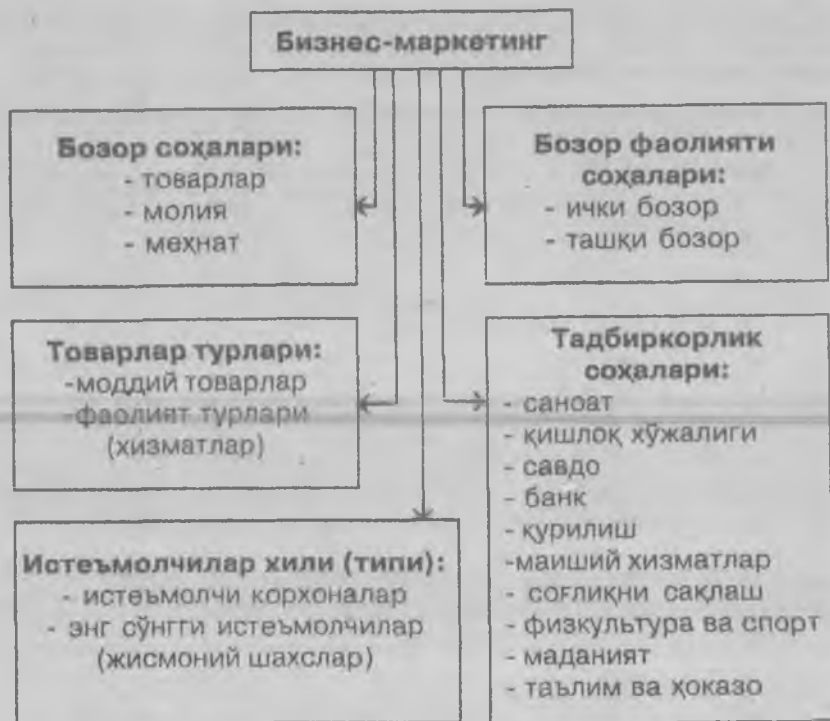 Бизнес-маркетинг
Бозор соҳалари:
- товарлар
- молия
- меҳнат
Бозор фаолияти
соҳалари:
- ички бозор
- ташқи бозор
Товарлар турлари:
-моддий товарлар
-фаолият турлари
(хизматлар)
Тадбиркорлик
соҳалари:
- саноат
- қишлоқ хўжалиги
- савдо
- банк
- қурилиш
-маиший хизматлар
- соғлиқни сақлаш
- физкультура ва спорт
- маданият
- таълим ва ҳоказо
Истеъмолчилар хили (типи):
- истеъмолчи корхоналар
- энг сўнгги истеъмолчилар
(жисмоний шахслар)